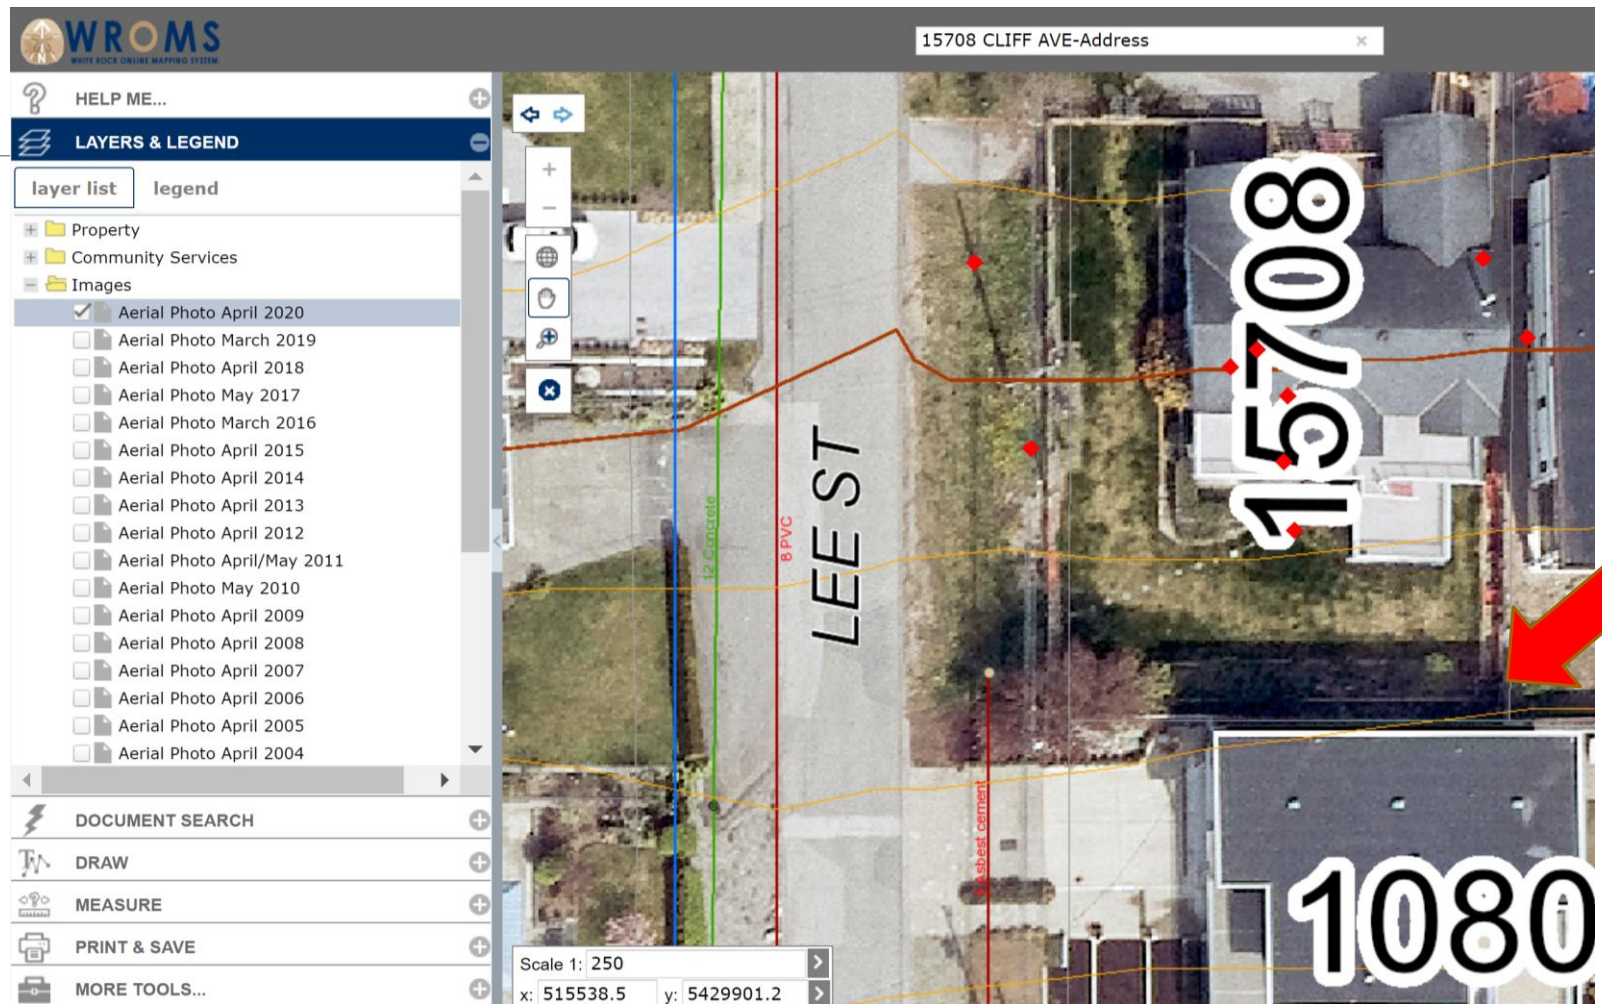 WROMS
WHITE ROCK ONLINE MAPPING SYSTEM
15708 CLIFF AVE-Address
HELP ME...
LAYERS & LEGEND
layer list legend
Property
Community Services
Images
Aerial Photo April 2020
Aerial Photo March 2019
Aerial Photo April 2018
Aerial Photo May 2017
Aerial Photo March 2016
Aerial Photo April 2015
Aerial Photo April 2014
Aerial Photo April 2013
Aerial Photo April 2012
Aerial Photo April/May 2011
Aerial Photo May 2010
Aerial Photo April 2009
Aerial Photo April 2008
Aerial Photo April 2007
Aerial Photo April 2006
Aerial Photo April 2005
Aerial Photo April 2004
DOCUMENT SEARCH
DRAW
MEASURE
PRINT & SAVE
MORE TOOLS...
12 Concrete
8 PVC
LEE ST
15708
Asbest cement
1080
Scale 1: 250
x: 515538.5 y: 5429901.2